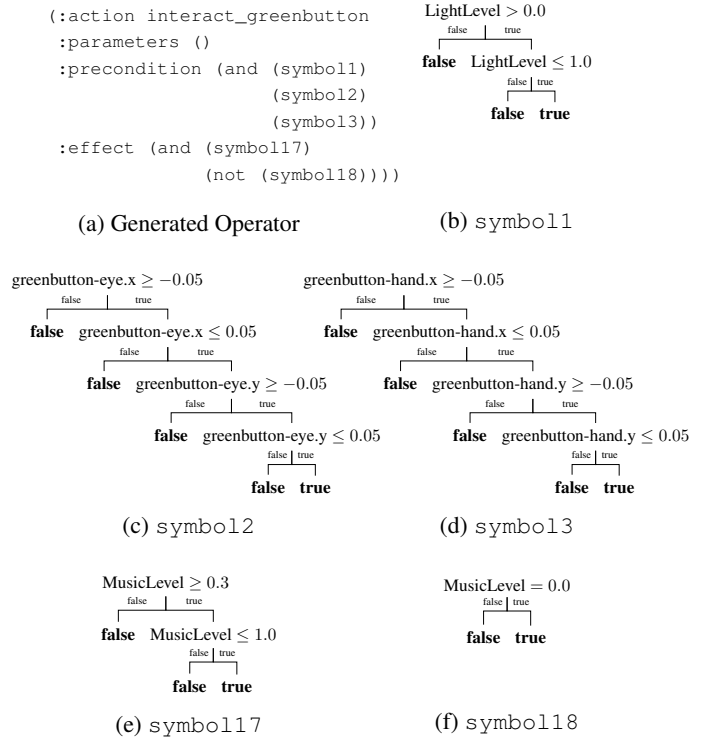 (:action interact_greenbutton
:parameters ()
:precondition (and (symbol1)
(symbol2)
(symbol3))
:effect (and (symbol17)
(not (symbol18))))
(a) Generated Operator
LightLevel > 0.0
false true
false LightLevel ≤ 1.0
false true
false true
(b) symbol1
greenbutton-eye.x ≥ −0.05
false true
false greenbutton-eye.x ≤ 0.05
false true
false greenbutton-eye.y ≥ −0.05
false true
false greenbutton-eye.y ≤ 0.05
false true
false true
(c) symbol2
greenbutton-hand.x ≥ −0.05
false true
false greenbutton-hand.x ≤ 0.05
false true
false greenbutton-hand.y ≥ −0.05
false true
false greenbutton-hand.y ≤ 0.05
false true
false true
(d) symbol3
MusicLevel ≥ 0.3
false true
false MusicLevel ≤ 1.0
false true
false true
(e) symbol17
MusicLevel = 0.0
false true
false true
(f) symbol18